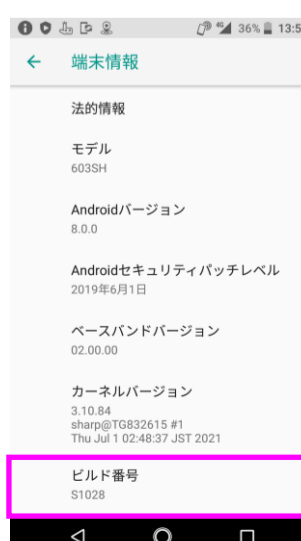 36% 13:5
端末情報
法的情報
モデル
603SH
Androidバージョン
8.0.0
Androidセキュリティパッチレベル
2019年6月1日
ベースバンドバージョン
02.00.00
カーネルバージョン
3.10.84
sharp@TG832615 #1
Thu Jul 1 02:48:37 JST 2021
ビルド番号
S1028